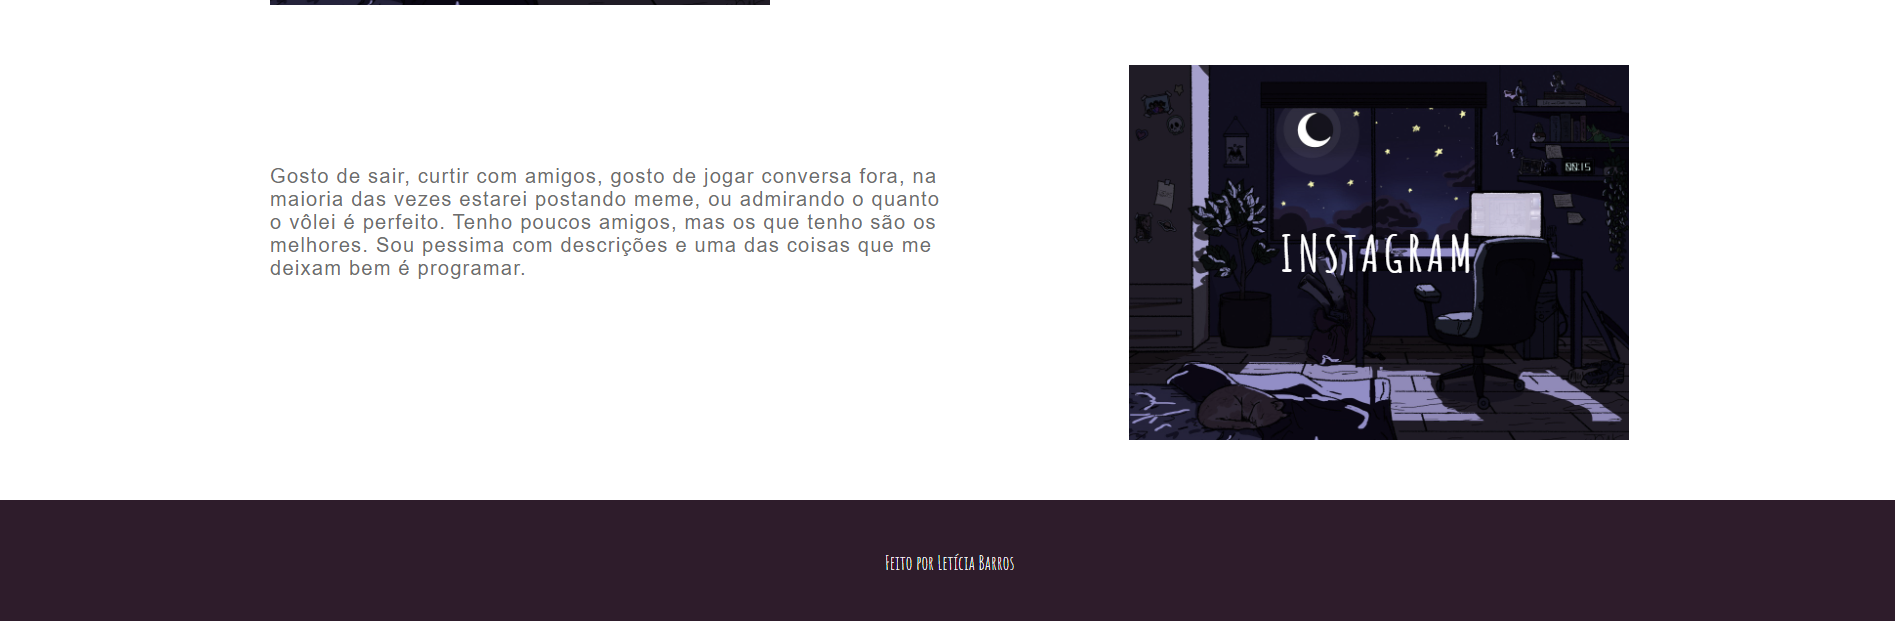 Gosto de sair, curtir com amigos, gosto de jogar conversa fora, na
maioria das vezes estarei postando meme, ou admirando o quanto
o vôlei é perfeito. Tenho poucos amigos, mas os que tenho são os
melhores. Sou pessima com descrições e uma das coisas que me
deixam bem é programar.
00:15
INSTAGRAM
Feito por Letícia Barros